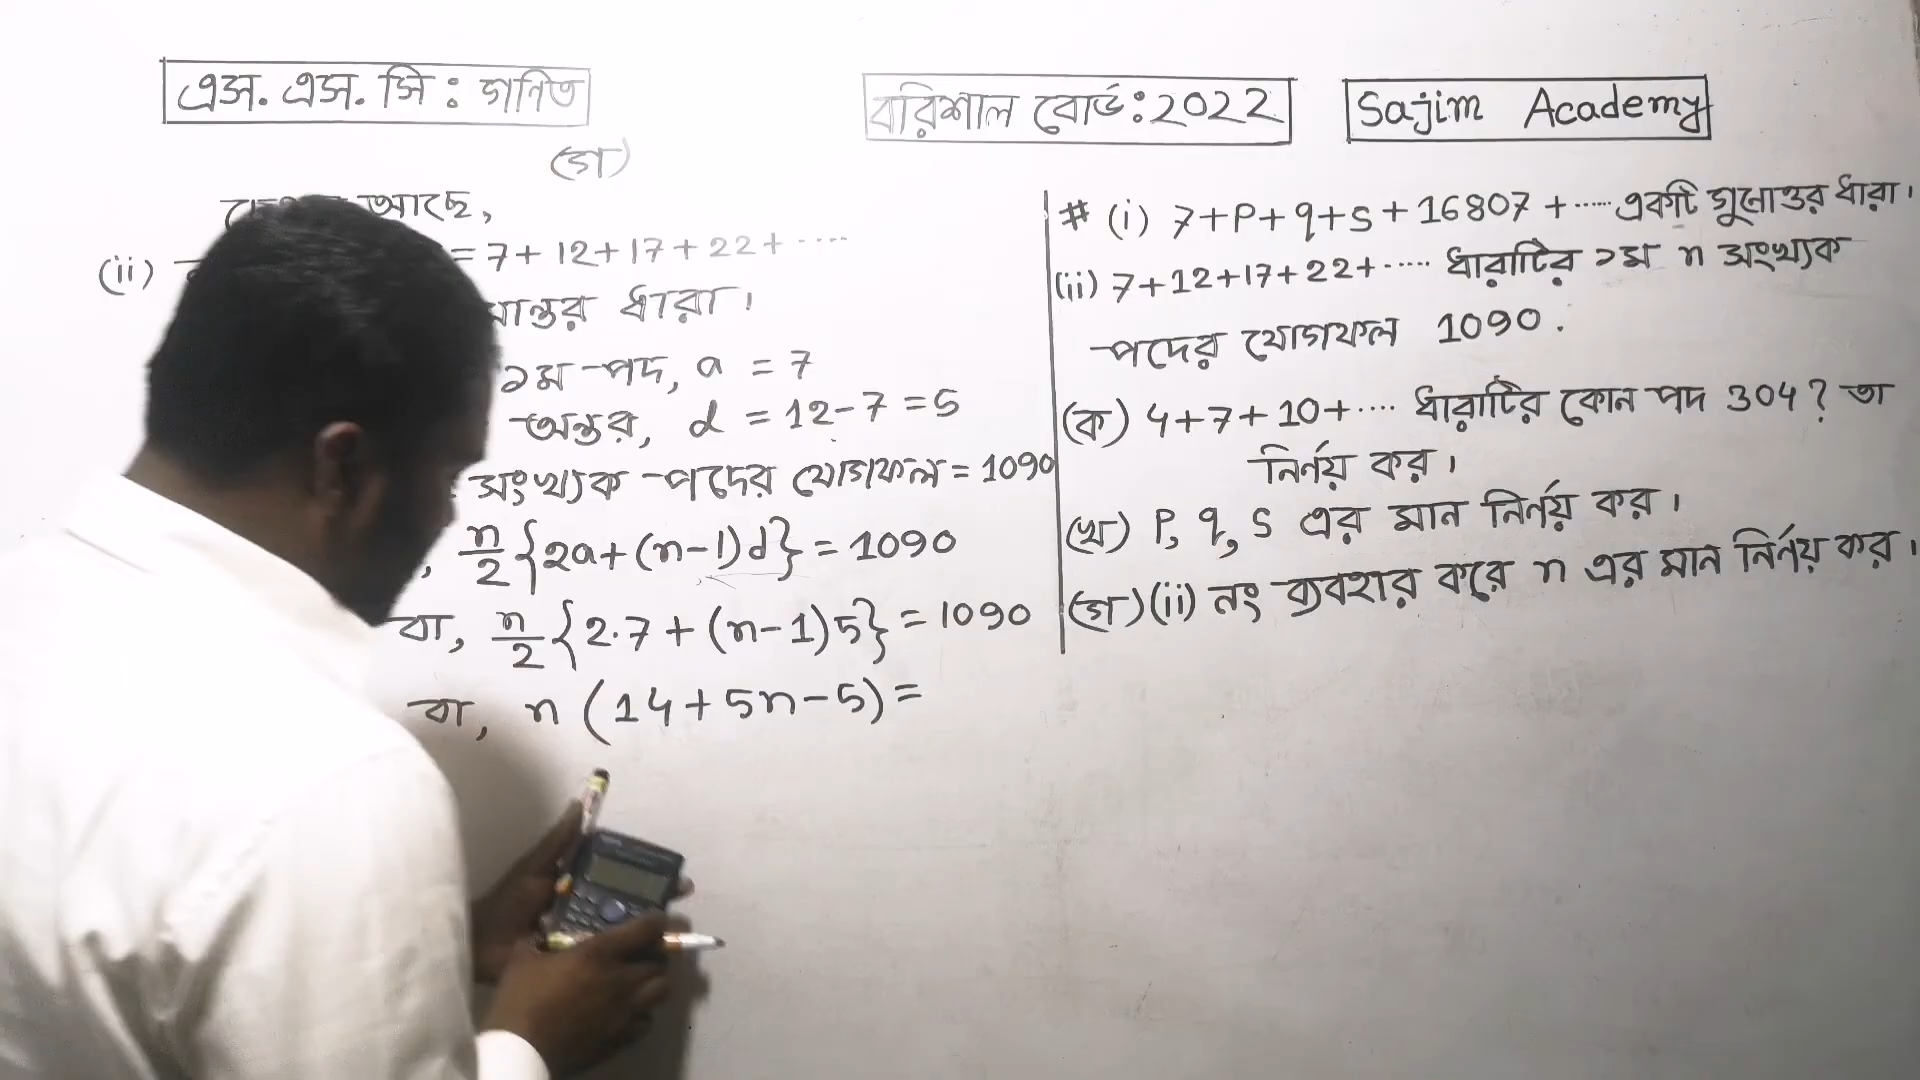 এস. এস. সি : গনিত
বরিশাল বোর্ড: 2022
Sajim Academy
(গ)
আছে,
(ii) = 7 + 12 + 17 + 22 + ····
ধারা।
১ম পদ, a = 7
অন্তর, d = 12 - 7 = 5
সংখ্যক পদের যোগফল = 1090
, n/2 {2a + (n-1)d} = 1090
বা, n/2 {2·7 + (n-1)5} = 1090
বা, n (14 + 5n - 5) =
# (i) 7 + P + q + S + 16807 + ······ একটি গুনোত্তর ধারা।
(ii) 7 + 12 + 17 + 22 + ····· ধারাটির ১ম n সংখ্যক
পদের যোগফল 1090.
(ক) 4 + 7 + 10 + ···· ধারাটির কোন পদ 304? তা
নির্ণয় কর।
(খ) P, q, S এর মান নির্ণয় কর।
(গ) (ii) নং ব্যবহার করে n এর মান নির্ণয় কর।